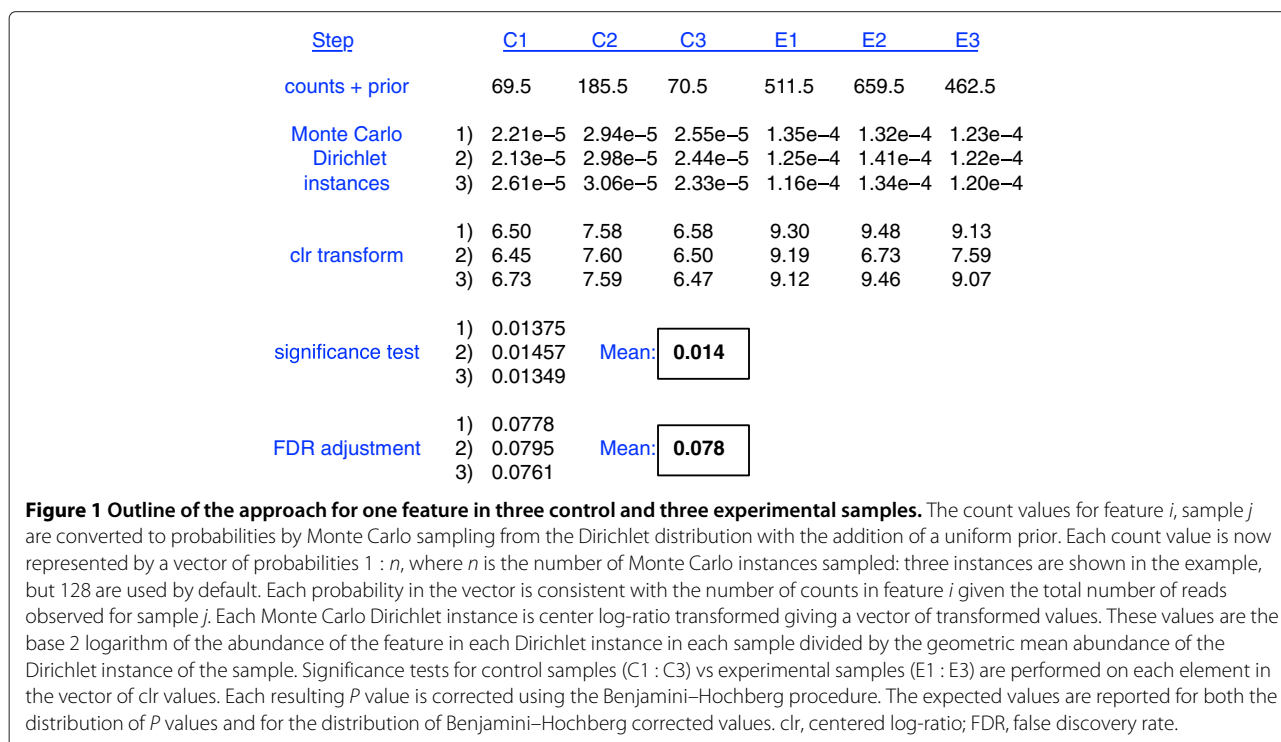 Step C1 C2 C3 E1 E2 E3
counts + prior 69.5 185.5 70.5 511.5 659.5 462.5
Monte Carlo 1) 2.21e−5 2.94e−5 2.55e−5 1.35e−4 1.32e−4 1.23e−4
Dirichlet 2) 2.13e−5 2.98e−5 2.44e−5 1.25e−4 1.41e−4 1.22e−4
instances 3) 2.61e−5 3.06e−5 2.33e−5 1.16e−4 1.34e−4 1.20e−4
1) 6.50 7.58 6.58 9.30 9.48 9.13
clr transform 2) 6.45 7.60 6.50 9.19 6.73 7.59
3) 6.73 7.59 6.47 9.12 9.46 9.07
1) 0.01375
significance test 2) 0.01457 Mean: 0.014
3) 0.01349
1) 0.0778
FDR adjustment 2) 0.0795 Mean: 0.078
3) 0.0761
Figure 1 Outline of the approach for one feature in three control and three experimental samples. The count values for feature i, sample j
are converted to probabilities by Monte Carlo sampling from the Dirichlet distribution with the addition of a uniform prior. Each count value is now
represented by a vector of probabilities 1 : n, where n is the number of Monte Carlo instances sampled: three instances are shown in the example,
but 128 are used by default. Each probability in the vector is consistent with the number of counts in feature i given the total number of reads
observed for sample j. Each Monte Carlo Dirichlet instance is center log-ratio transformed giving a vector of transformed values. These values are the
base 2 logarithm of the abundance of the feature in each Dirichlet instance in each sample divided by the geometric mean abundance of the
Dirichlet instance of the sample. Significance tests for control samples (C1 : C3) vs experimental samples (E1 : E3) are performed on each element in
the vector of clr values. Each resulting P value is corrected using the Benjamini–Hochberg procedure. The expected values are reported for both the
distribution of P values and for the distribution of Benjamini–Hochberg corrected values. clr, centered log-ratio; FDR, false discovery rate.